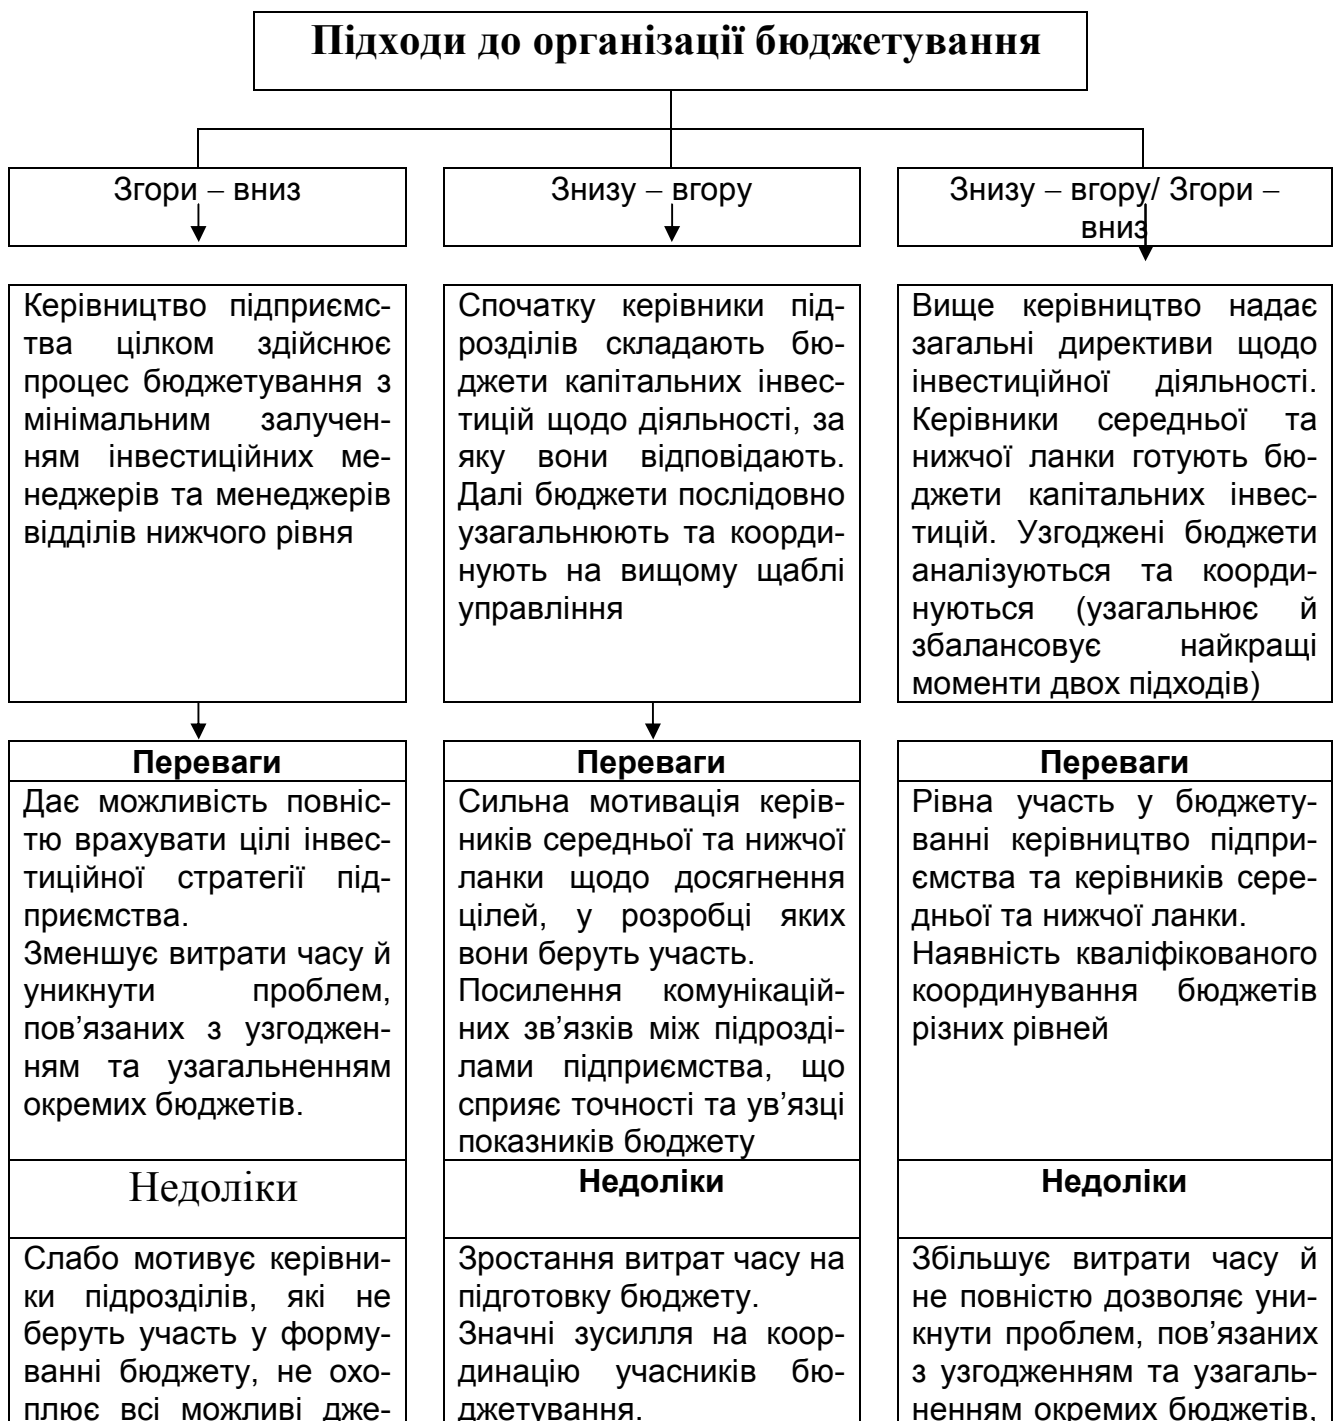 Підходи до організації бюджетування
Згори – вниз
Знизу – вгору
Знизу – вгору/ Згори –
вниз
Керівництво підприємс-
тва цілком здійснює
процес бюджетування з
мінімальним залучен-
ням інвестиційних ме-
неджерів та менеджерів
відділів нижчого рівня
Спочатку керівники під-
розділів складають бю-
джети капітальних інвес-
тицій щодо діяльності, за
яку вони відповідають.
Далі бюджети послідовно
узагальнюють та коорди-
нують на вищому щаблі
управління
Вище керівництво надає
загальні директиви щодо
інвестиційної діяльності.
Керівники середньої та
нижчої ланки готують бю-
джети капітальних інвес-
тицій. Узгоджені бюджети
аналізуються та коорди-
нуються (узагальнює й
збалансовує найкращі
моменти двох підходів)
Переваги
Дає можливість повніс-
тю врахувати цілі інвес-
тиційної стратегії під-
приємства.
Зменшує витрати часу й
уникнути проблем,
пов’язаних з узгоджен-
ням та узагальненням
окремих бюджетів.
Переваги
Сильна мотивація керів-
ників середньої та нижчої
ланки щодо досягнення
цілей, у розробці яких
вони беруть участь.
Посилення комунікацій-
них зв’язків між підрозді-
лами підприємства, що
сприяє точності та ув’язці
показників бюджету
Переваги
Рівна участь у бюджету-
ванні керівництво підпри-
ємства та керівників сере-
дньої та нижчої ланки.
Наявність кваліфікованого
координування бюджетів
різних рівней
Недоліки
Слабо мотивує керівни-
ки підрозділів, які не
беруть участь у форму-
ванні бюджету, не охо-
плює всі можливі дже-
Недоліки
Зростання витрат часу на
підготовку бюджету.
Значні зусилля на коор-
динацію учасників бю-
джетування.
Недоліки
Збільшує витрати часу й
не повністю дозволяє уни-
кнути проблем, пов’язаних
з узгодженням та узагаль-
ненням окремих бюджетів,